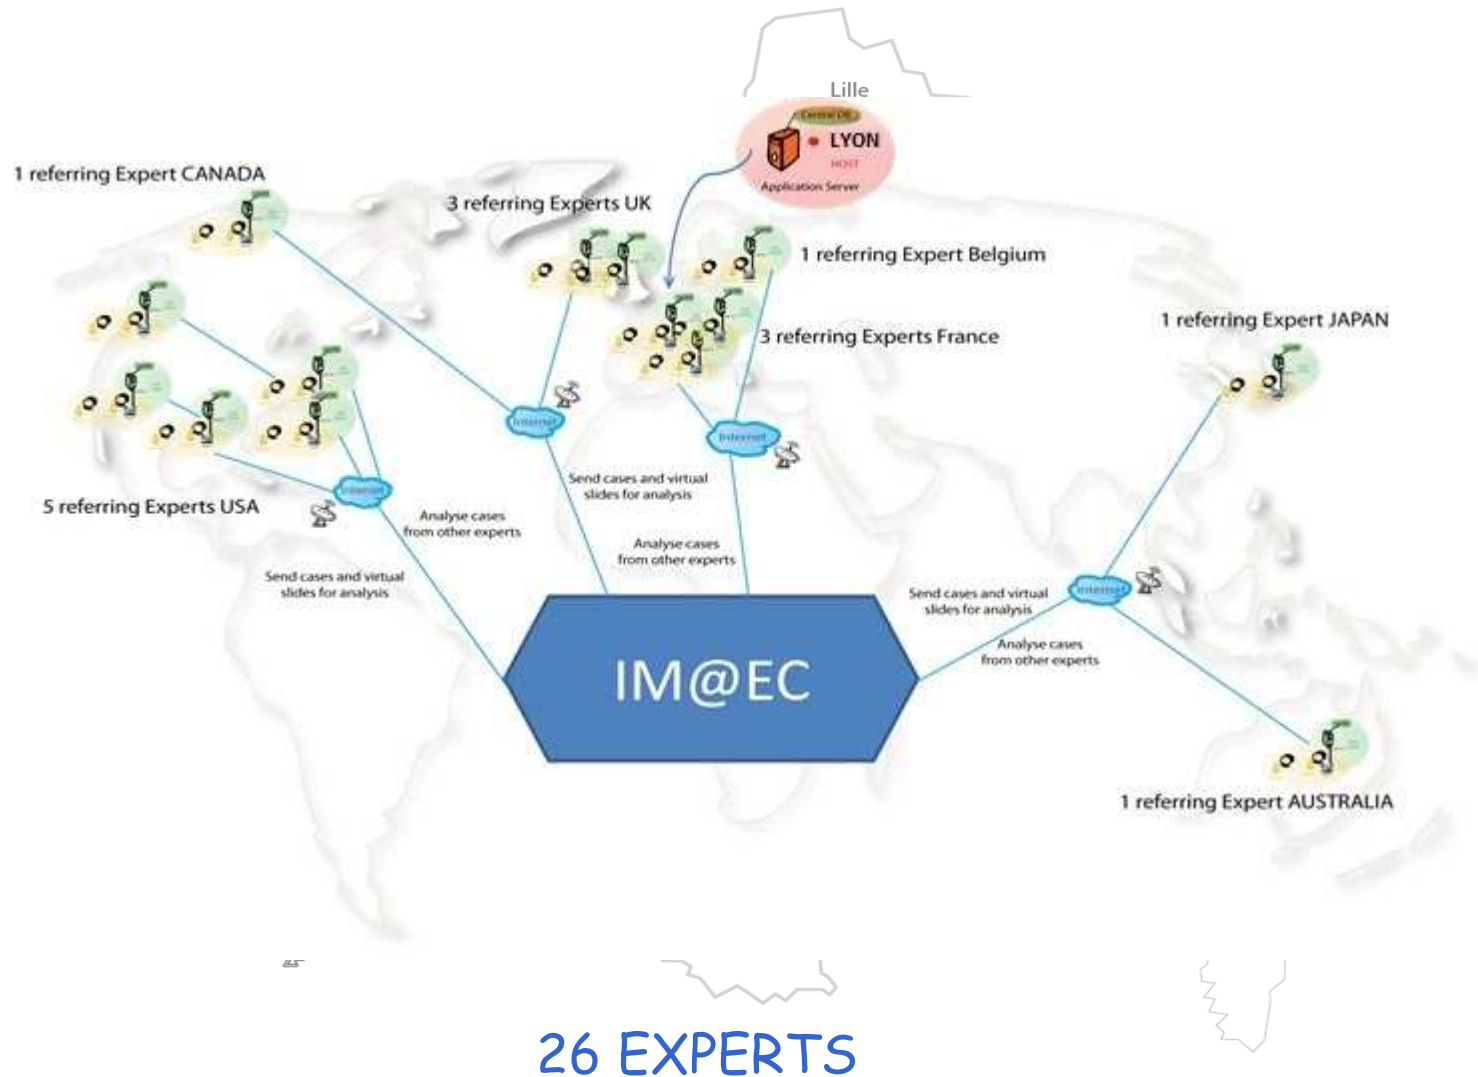 Lille
Central DB
LYON
HOST
Application Server
1 referring Expert CANADA
3 referring Experts UK
1 referring Expert Belgium
1 referring Expert JAPAN
3 referring Experts France
Internet
Internet
Send cases and virtual
slides for analysis
Internet
5 referring Experts USA
Analyse cases
from other experts
Analyse cases
from other experts
Send cases and virtual
slides for analysis
Internet
Send cases and virtual
slides for analysis
Analyse cases
from other experts
IM@EC
1 referring Expert AUSTRALIA
26 EXPERTS